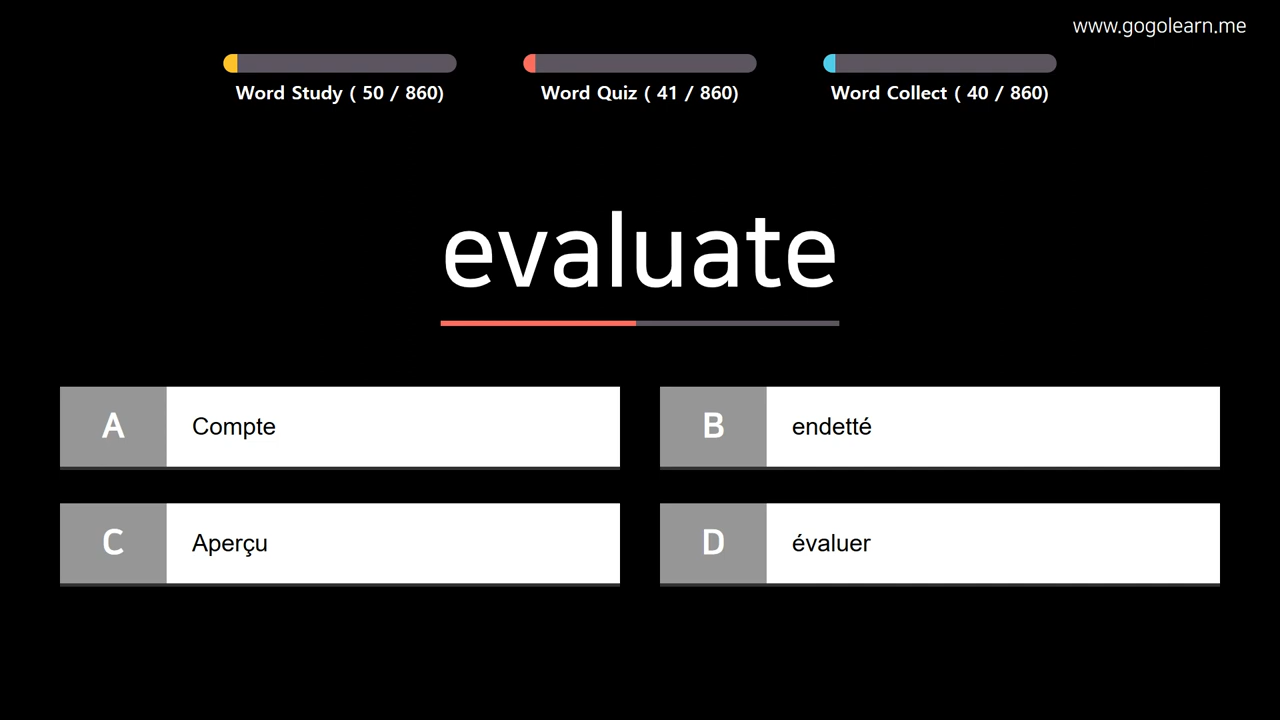 www.gogolearn.me
Word Study ( 50 / 860)
Word Quiz ( 41 / 860)
Word Collect ( 40 / 860)
evaluate
A Compte
B endetté
C Aperçu
D évaluer